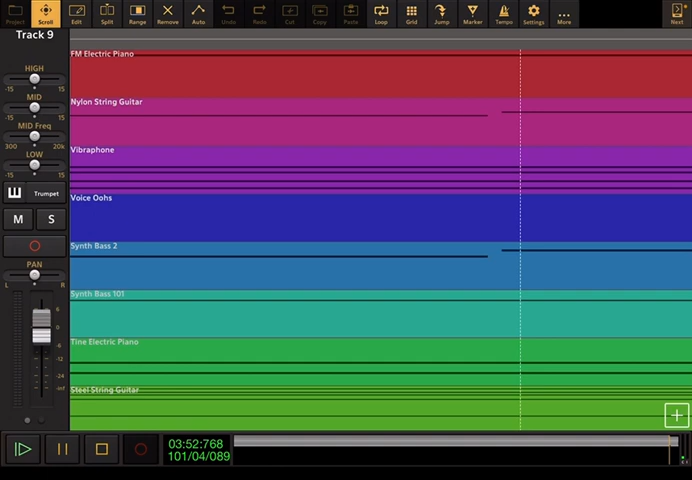 Project Scroll Edit Split Range Remove Auto Undo Redo Cut Copy Paste Loop Grid Jump Marker Tempo Settings More Next
Track 9
HIGH
-15 15
MID
-15 15
MID Freq
300 20k
LOW
-15 15
Trumpet
M S
PAN
L R
6
0
-6
-12
-24
-inf
FM Electric Piano
Nylon String Guitar
Vibraphone
Voice Oohs
Synth Bass 2
Synth Bass 101
Tine Electric Piano
Steel String Guitar
03:52:768
101/04/089